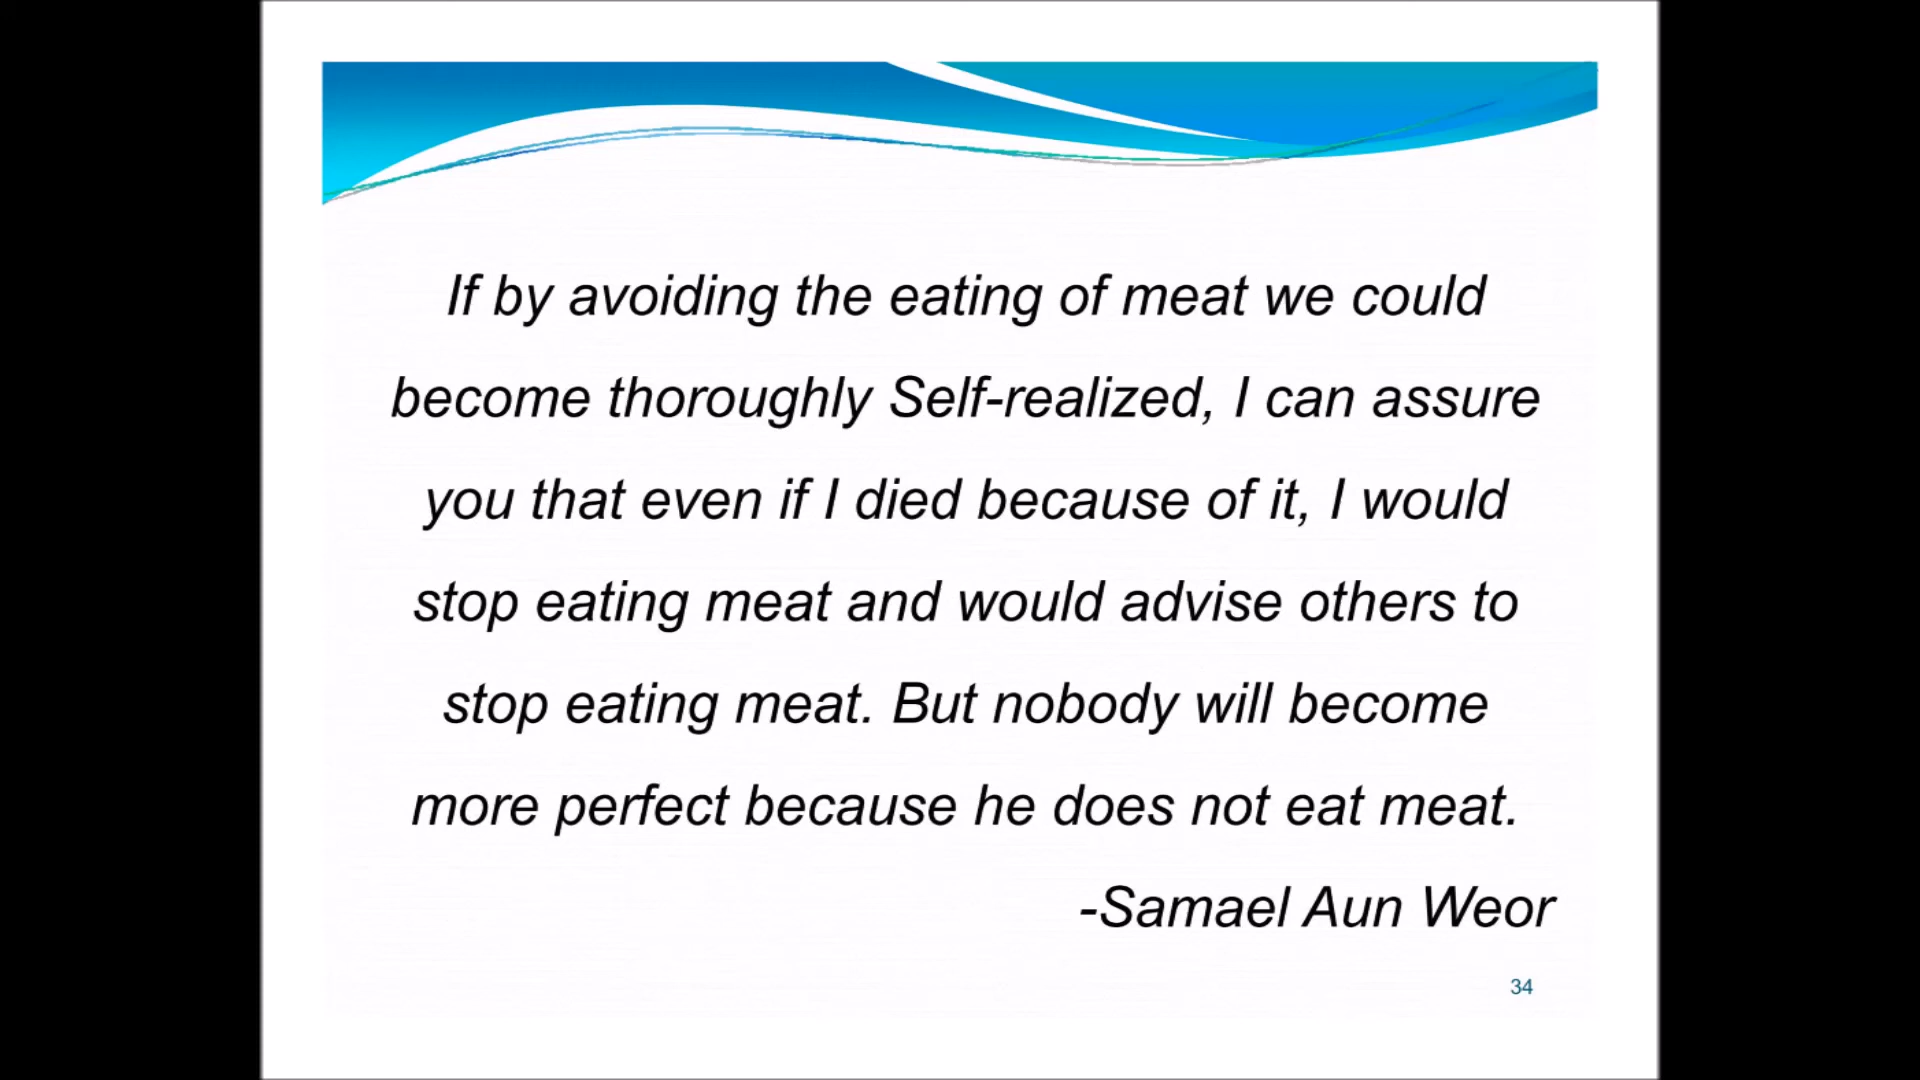 If by avoiding the eating of meat we could
become thoroughly Self-realized, I can assure
you that even if I died because of it, I would
stop eating meat and would advise others to
stop eating meat. But nobody will become
more perfect because he does not eat meat.
-Samael Aun Weor
34